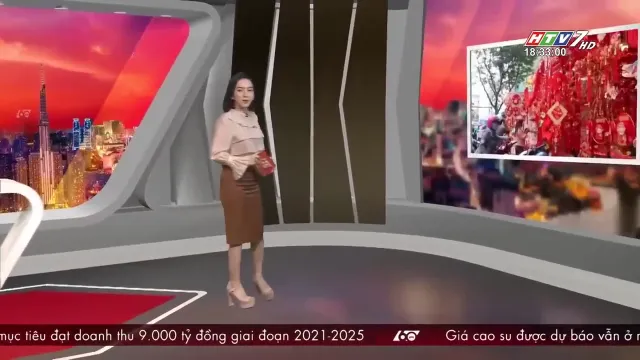 HTV7 HD
18:33:00
mục tiêu đạt doanh thu 9.000 tỷ đồng giai đoạn 2021-2025 60 Giá cao su được dự báo vẫn ở